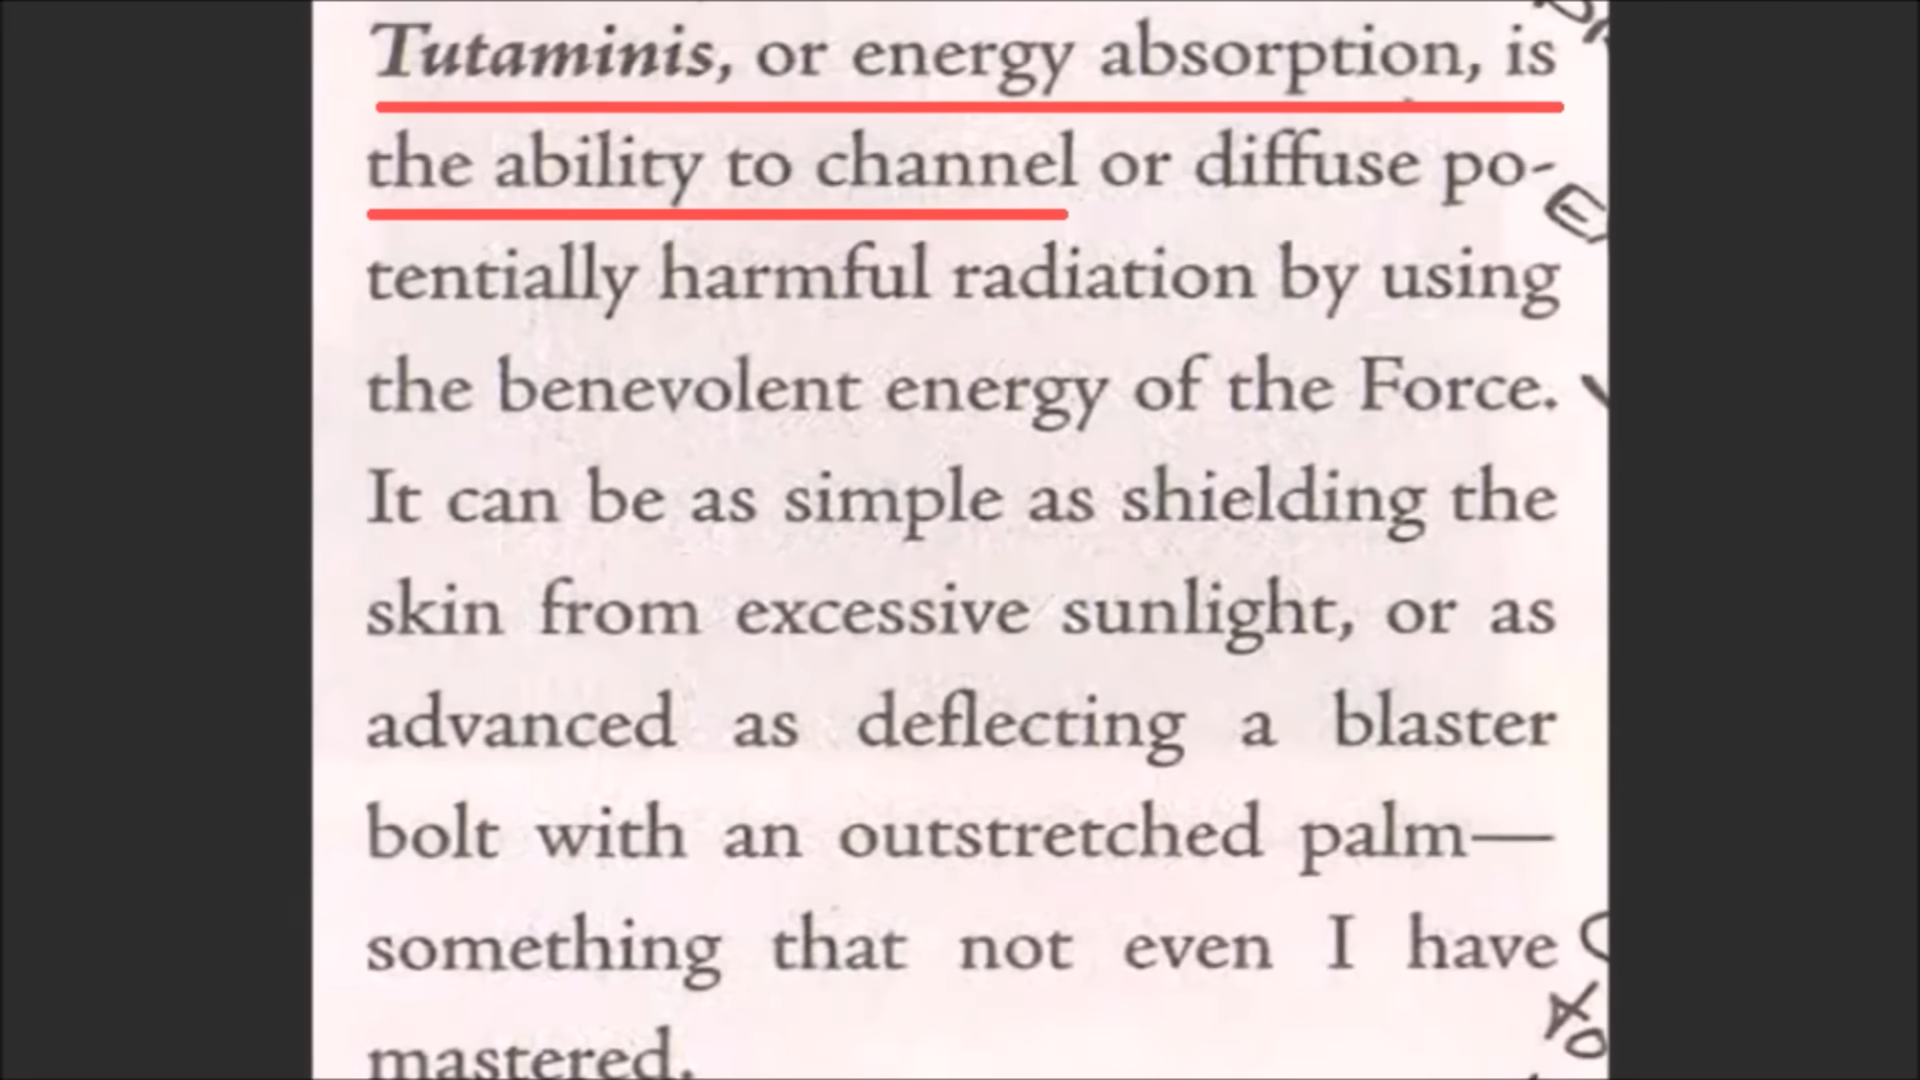 Tutaminis, or energy absorption, is
the ability to channel or diffuse po-
tentially harmful radiation by using
the benevolent energy of the Force.
It can be as simple as shielding the
skin from excessive sunlight, or as
advanced as deflecting a blaster
bolt with an outstretched palm—
something that not even I have
mastered.